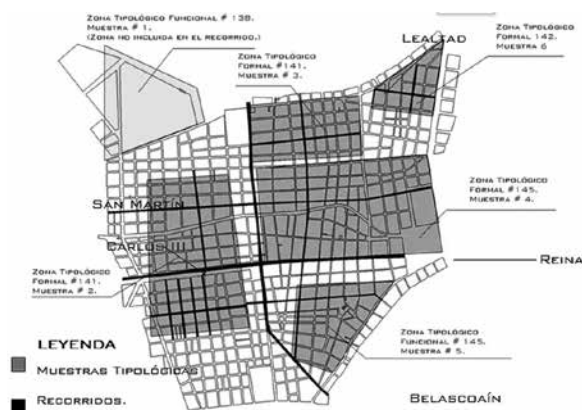 Zona Tipológico Funcional # 138.
Muestra # 1.
(Zona no incluida en el recorrido.)
Zona Tipológico
Formal #141.
Muestra # 3.
Lealtad
Zona Tipológico
Formal 142.
Muestra 6
San Martín
Carlos III
Zona Tipológico
Formal #145.
Muestra # 4.
Reina
Zona Tipológico
Formal #141.
Muestra # 2.
Zona Tipológico
Funcional # 145.
Muestra # 5.
Leyenda
Muestras Tipológicas
Recorridos.
Belascoaín